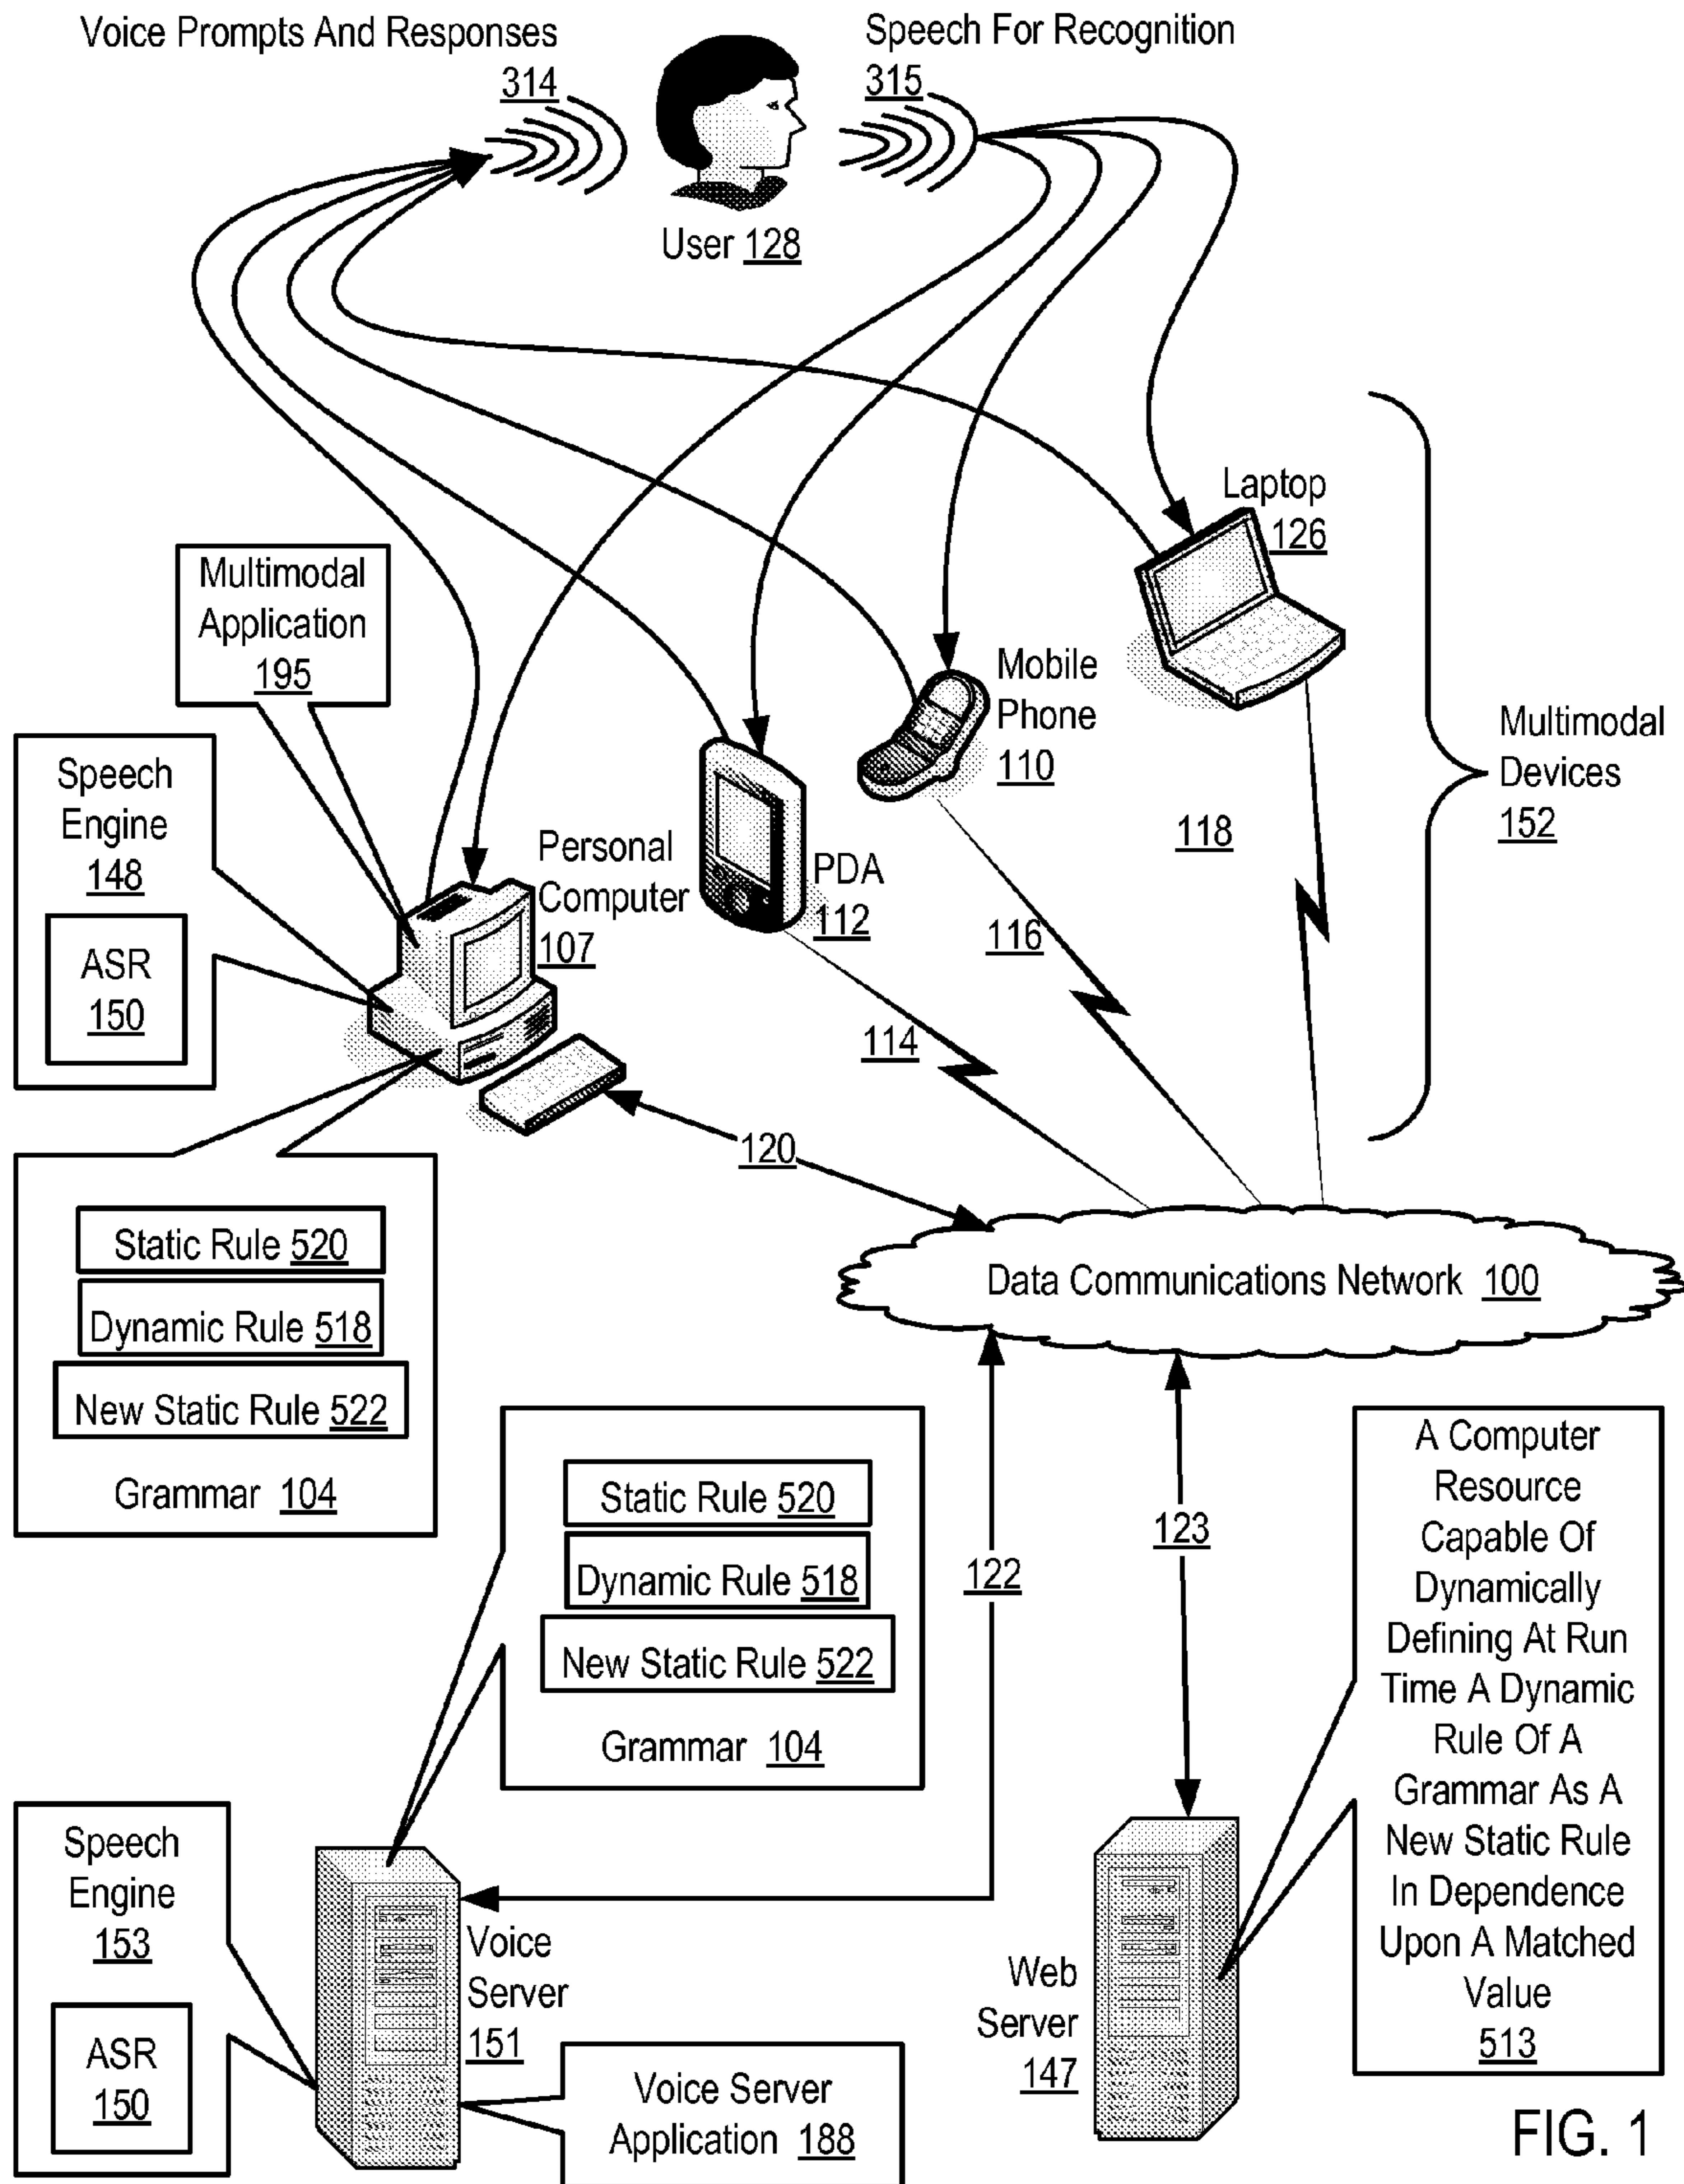 Voice Prompts And Responses
314
Speech For Recognition
315
User 128
Laptop
126
Multimodal
Application
195
Mobile
Phone
110
Multimodal
Devices
152
Speech
Engine
148
ASR
150
Personal
Computer
107
PDA
112
118
116
114
120
Static Rule 520
Dynamic Rule 518
New Static Rule 522
Grammar 104
Data Communications Network 100
Static Rule 520
Dynamic Rule 518
New Static Rule 522
Grammar 104
122
123
A Computer
Resource
Capable Of
Dynamically
Defining At Run
Time A Dynamic
Rule Of A
Grammar As A
New Static Rule
In Dependence
Upon A Matched
Value
513
Speech
Engine
153
ASR
150
Voice
Server
151
Voice Server
Application 188
Web
Server
147
FIG. 1